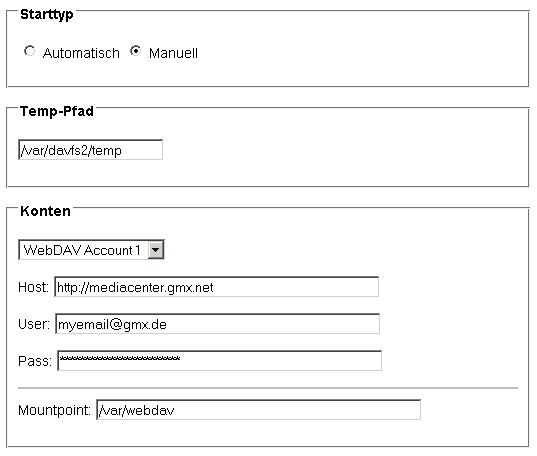 Starttyp
Automatisch Manuell
Temp-Pfad
/var/davfs2/temp
Konten
WebDAV Account 1
Host: http://mediacenter.gmx.net
User: myemail@gmx.de
Pass: ************************
Mountpoint: /var/webdav